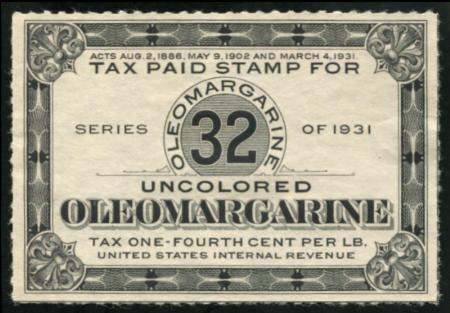 ACTS AUG. 2, 1886, MAY 9, 1902 AND MARCH 4, 1931.
TAX PAID STAMP FOR
OLEOMARGARINE
SERIES 32 OF 1931
UNCOLORED
OLEOMARGARINE
TAX ONE-FOURTH CENT PER LB.
UNITED STATES INTERNAL REVENUE